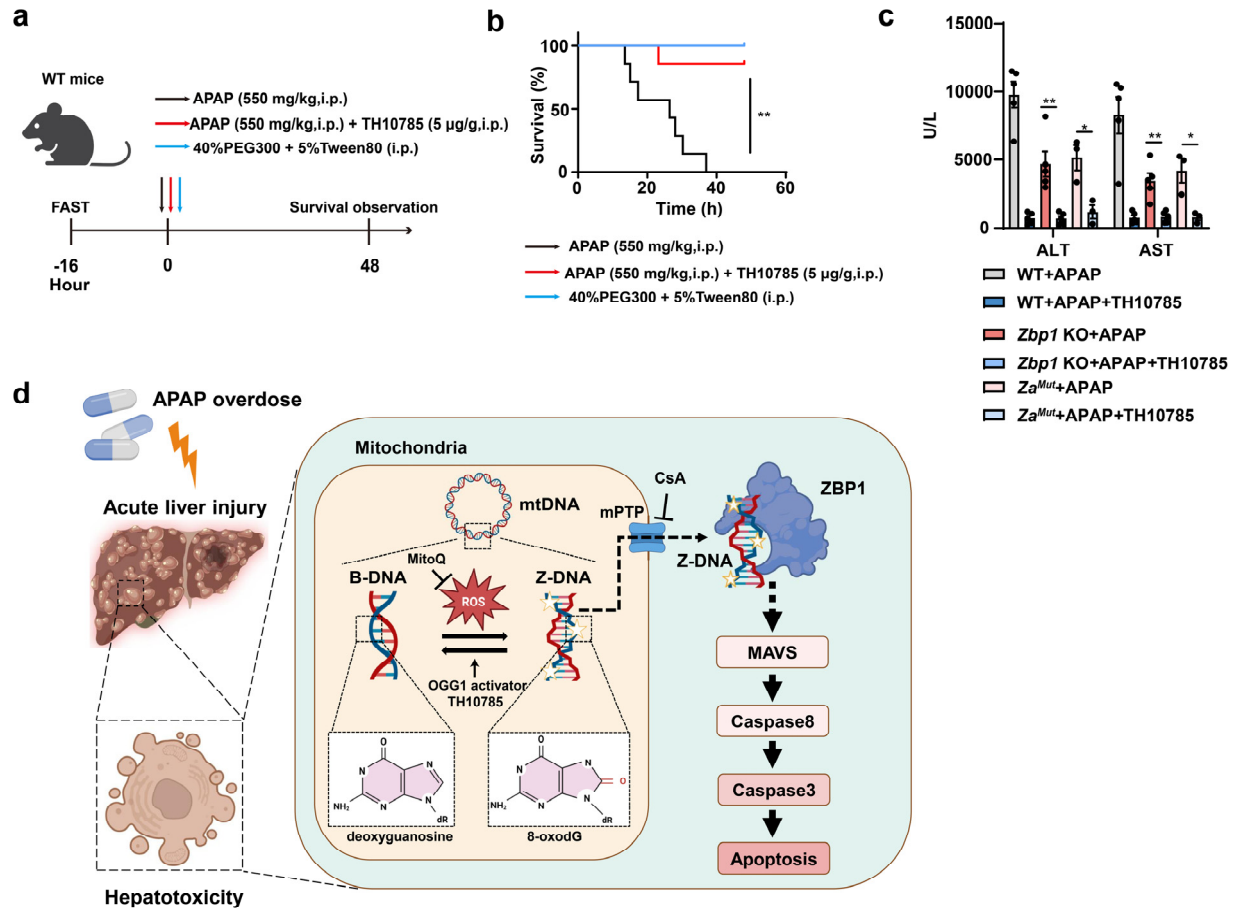 a
WT mice
APAP (550 mg/kg,i.p.)
APAP (550 mg/kg,i.p.) + TH10785 (5 μg/g,i.p.)
40%PEG300 + 5%Tween80 (i.p.)
FAST
Survival observation
-16
0
48
Hour
b
Survival (%)
100
50
0
0
20
40
60
**
Time (h)
APAP (550 mg/kg,i.p.)
APAP (550 mg/kg,i.p.) + TH10785 (5 μg/g,i.p.)
40%PEG300 + 5%Tween80 (i.p.)
c
U/L
15000
10000
5000
0
**
*
**
*
ALT
AST
WT+APAP
WT+APAP+TH10785
Zbp1 KO+APAP
Zbp1 KO+APAP+TH10785
Za^Mut+APAP
Za^Mut+APAP+TH10785
d
APAP overdose
Acute liver injury
Hepatotoxicity
Mitochondria
mtDNA
MitoQ
B-DNA
ROS
Z-DNA
OGG1 activator
TH10785
O
N
N
NH₂
N
N
dR
deoxyguanosine
O
N
N
O
NH₂
N
N
dR
8-oxodG
CsA
mPTP
ZBP1
Z-DNA
MAVS
Caspase8
Caspase3
Apoptosis